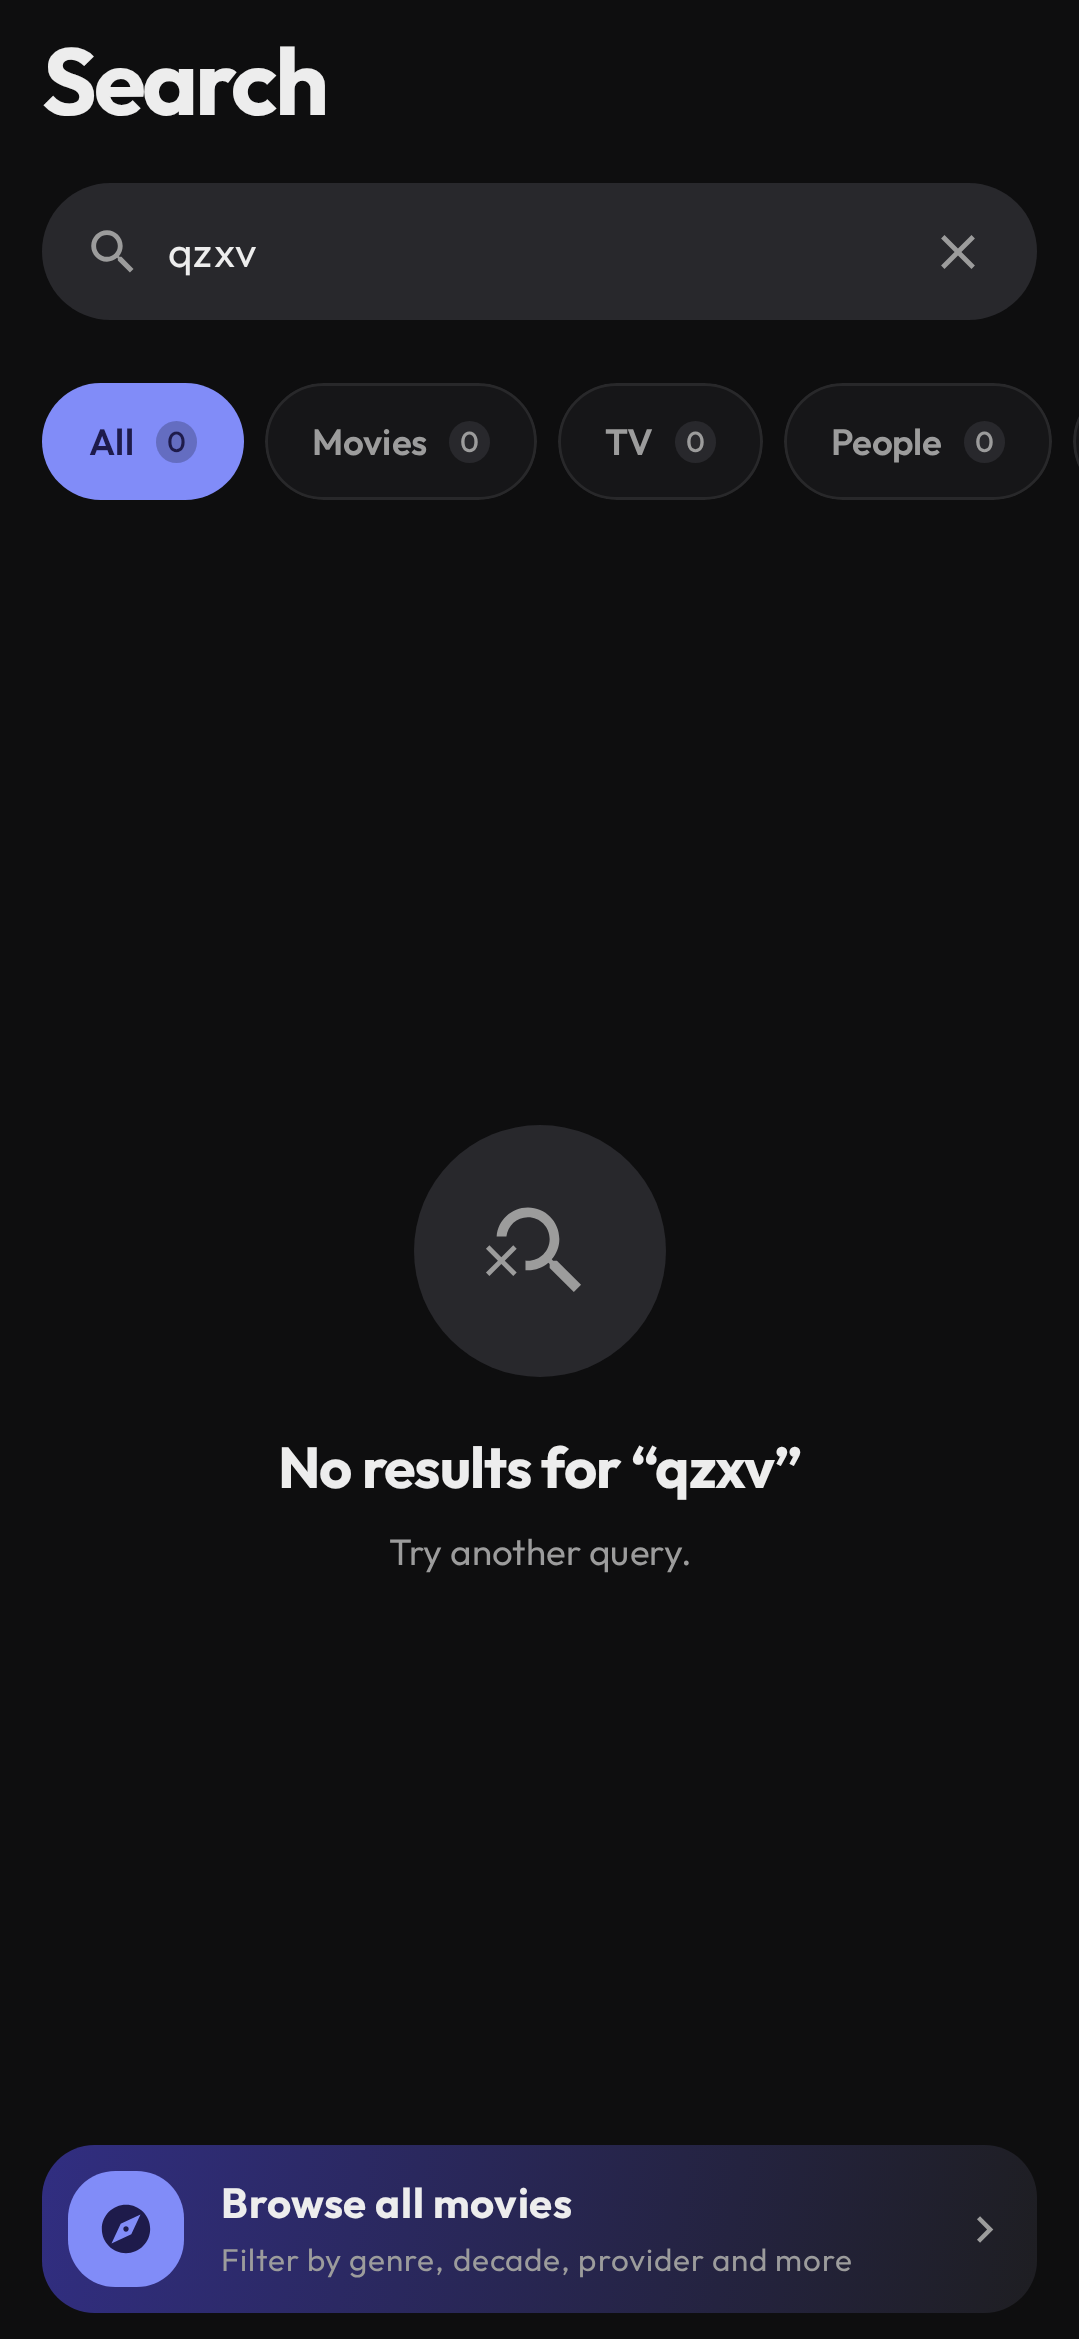 Search
qzxv
All 0 Movies 0 TV 0 People 0
No results for “qzxv”
Try another query.
Browse all movies
Filter by genre, decade, provider and more